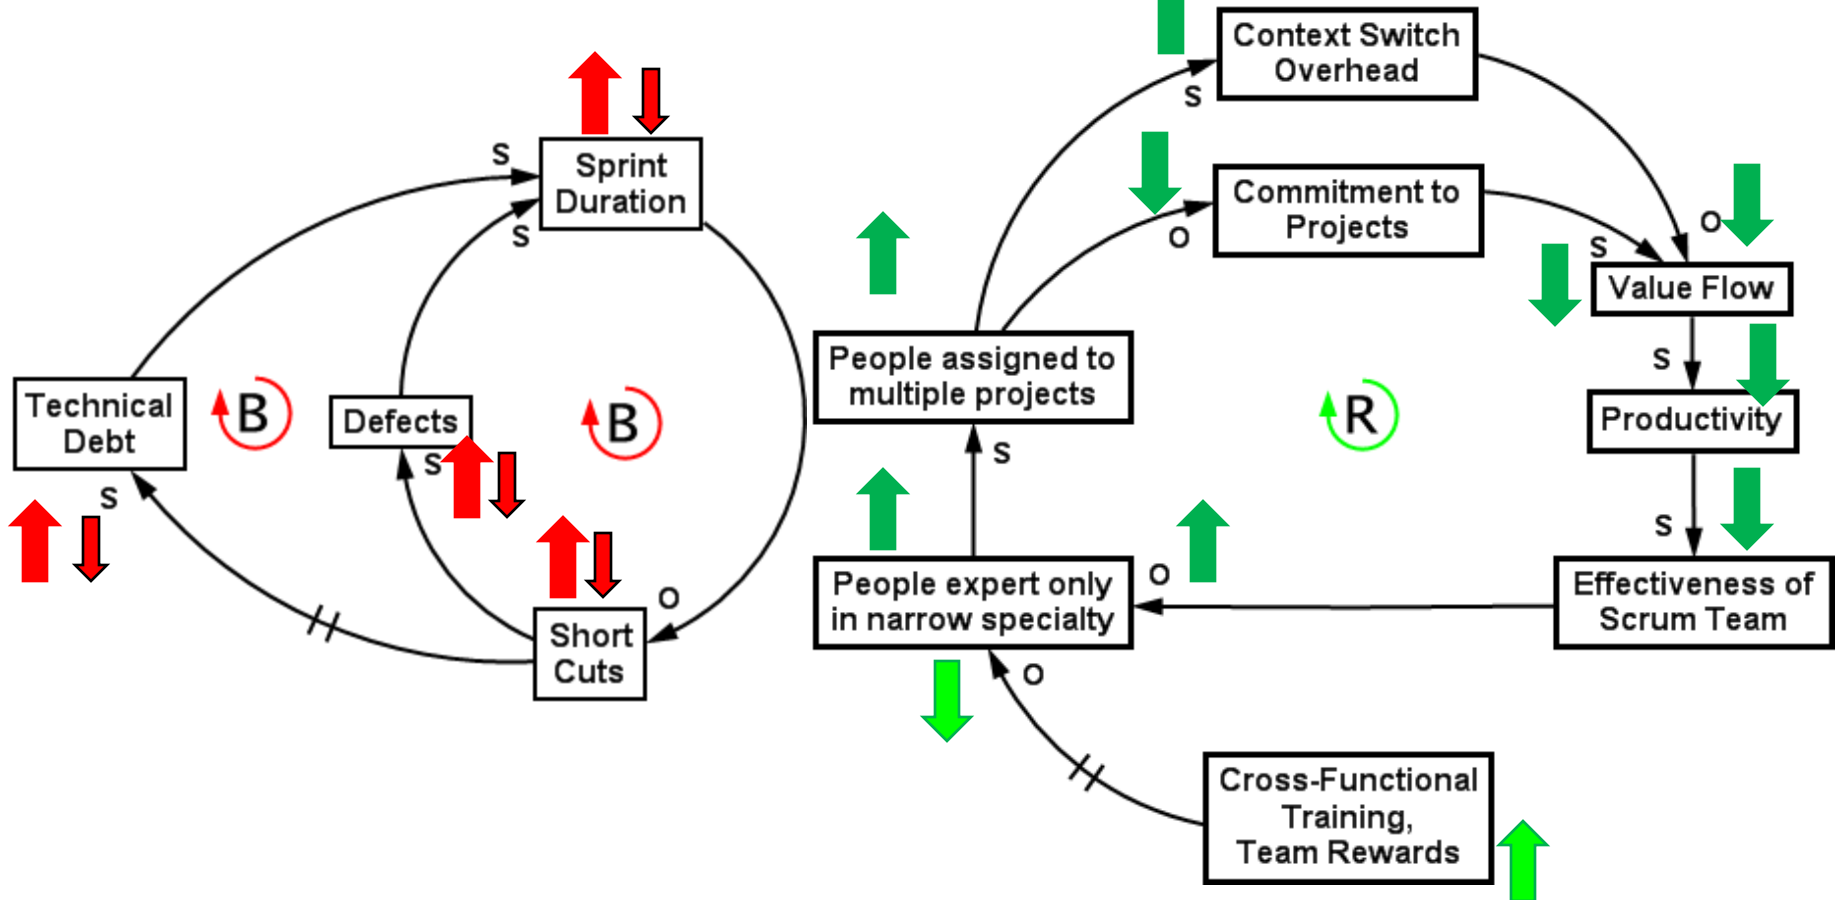 Context Switch
Overhead
S
Commitment to
Projects
O
O
S
Value Flow
S
Productivity
S
Effectiveness of
Scrum Team
O
People expert only
in narrow specialty
S
People assigned to
multiple projects
R
O
Cross-Functional
Training,
Team Rewards
Sprint
Duration
S
S
Technical
Debt
S
B
Defects
S
B
O
Short
Cuts